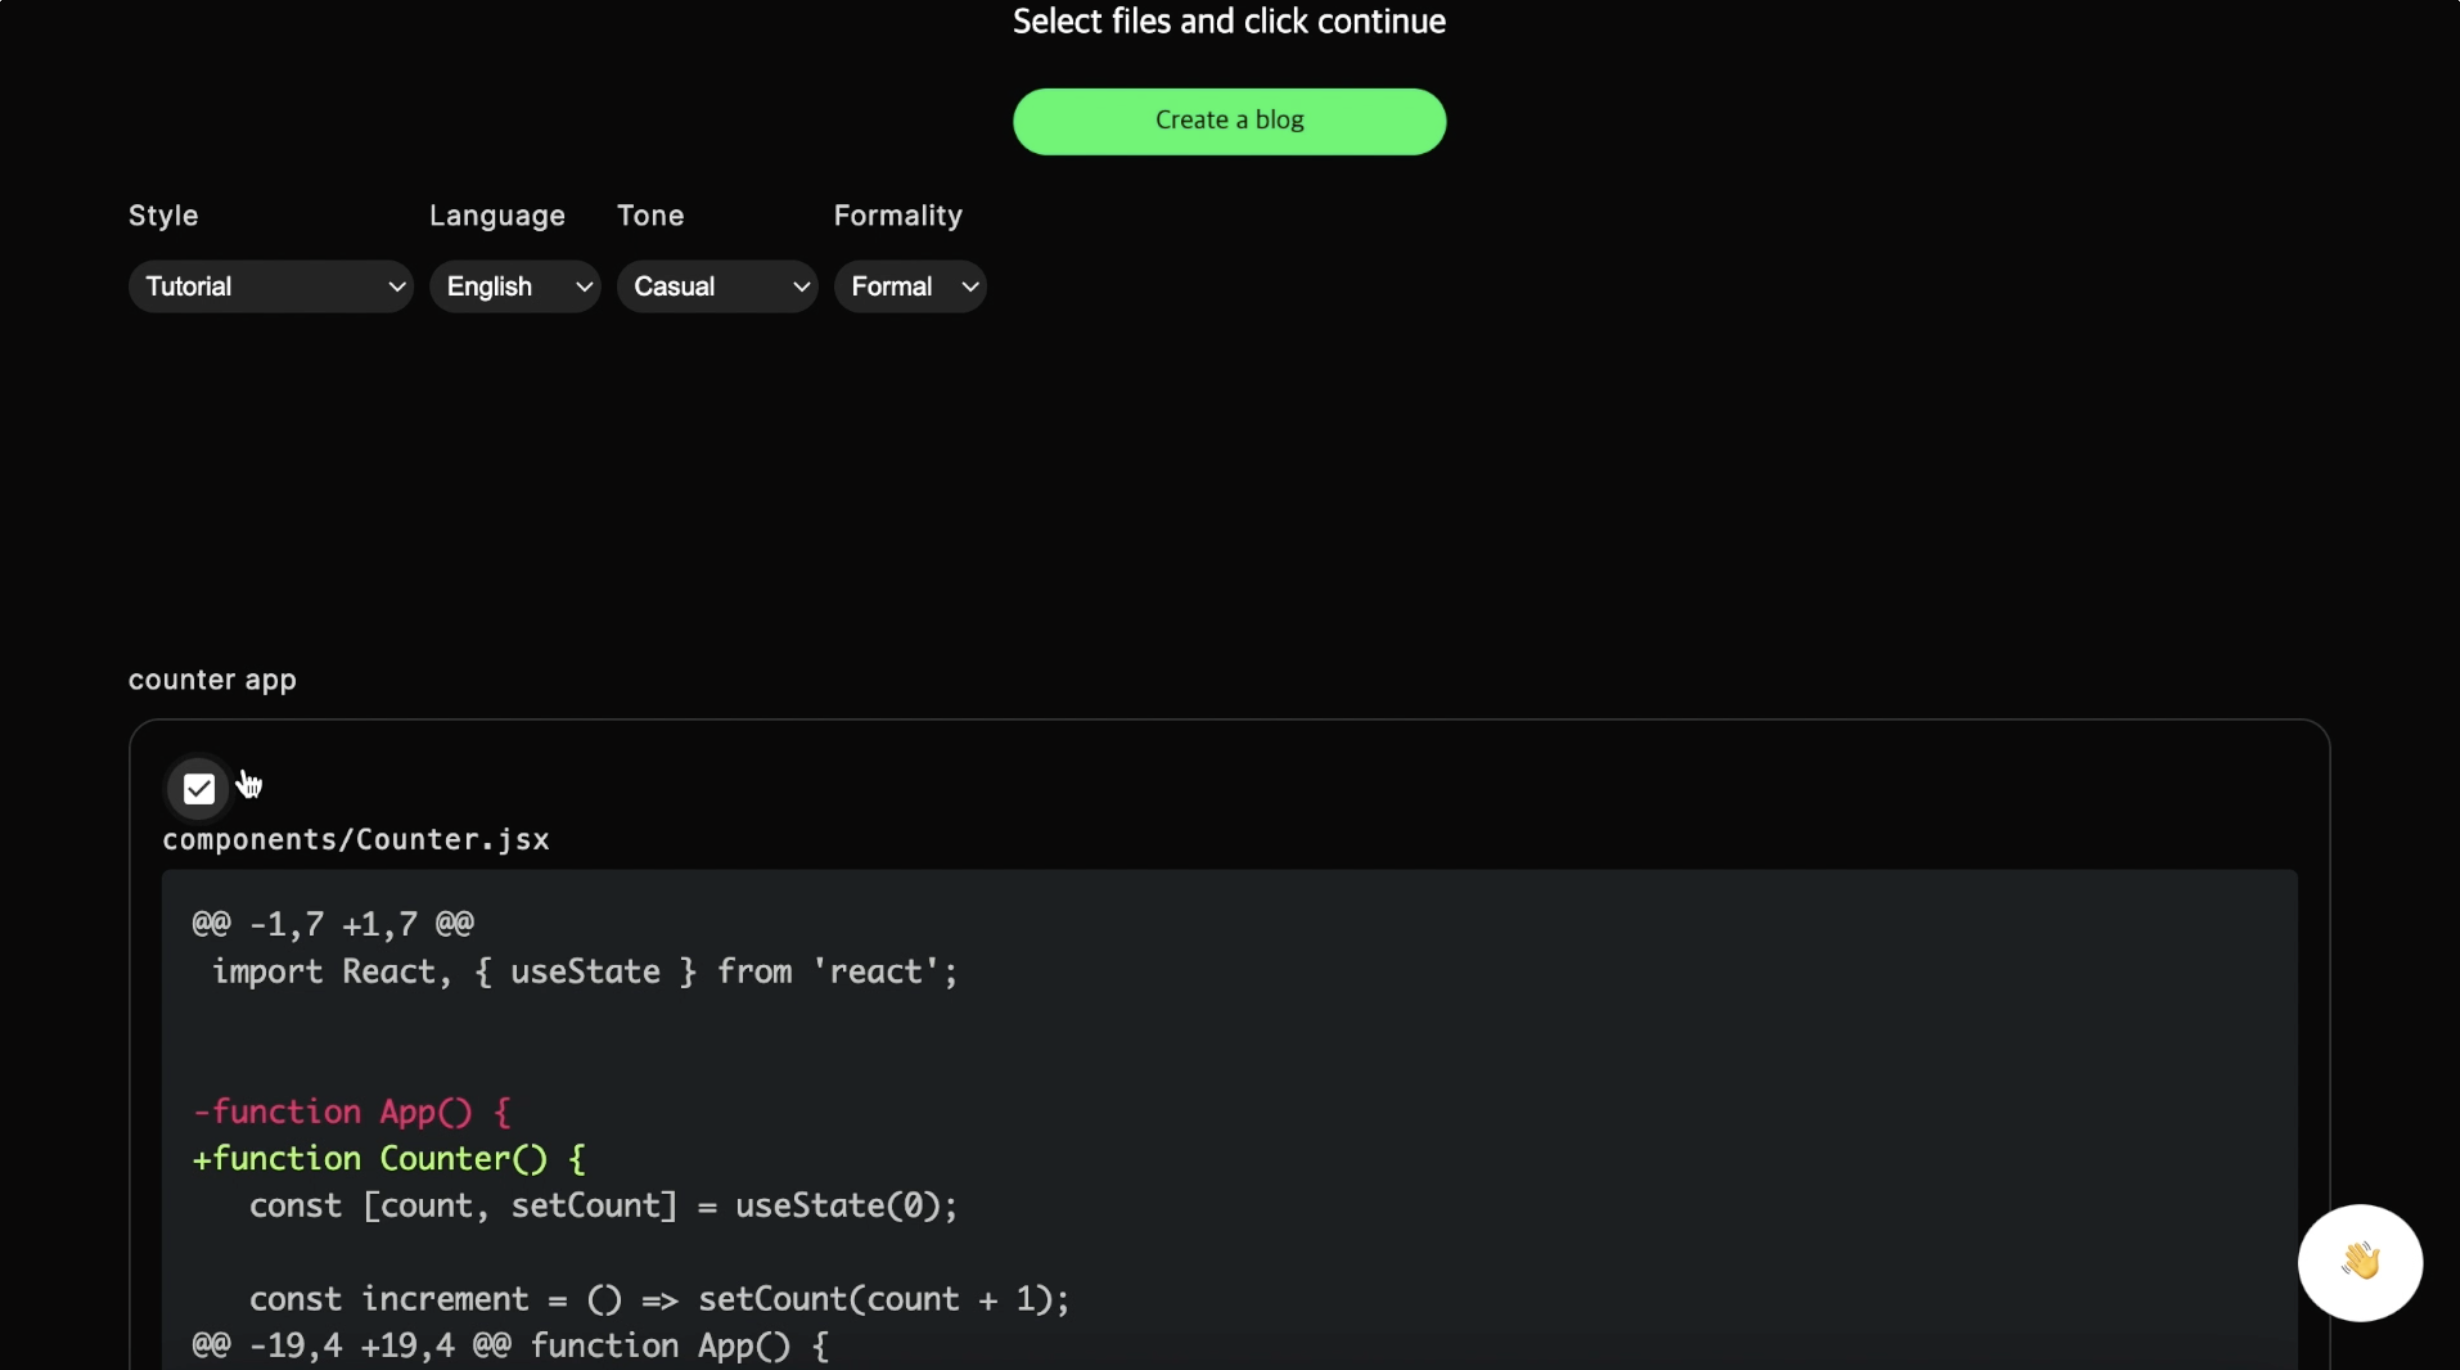 Select files and click continue
Create a blog
Style Language Tone Formality
Tutorial English Casual Formal
counter app
components/Counter.jsx
@@ -1,7 +1,7 @@
 import React, { useState } from 'react';
-function App() {
+function Counter() {
   const [count, setCount] = useState(0);
   const increment = () => setCount(count + 1);
@@ -19,4 +19,4 @@ function App() {